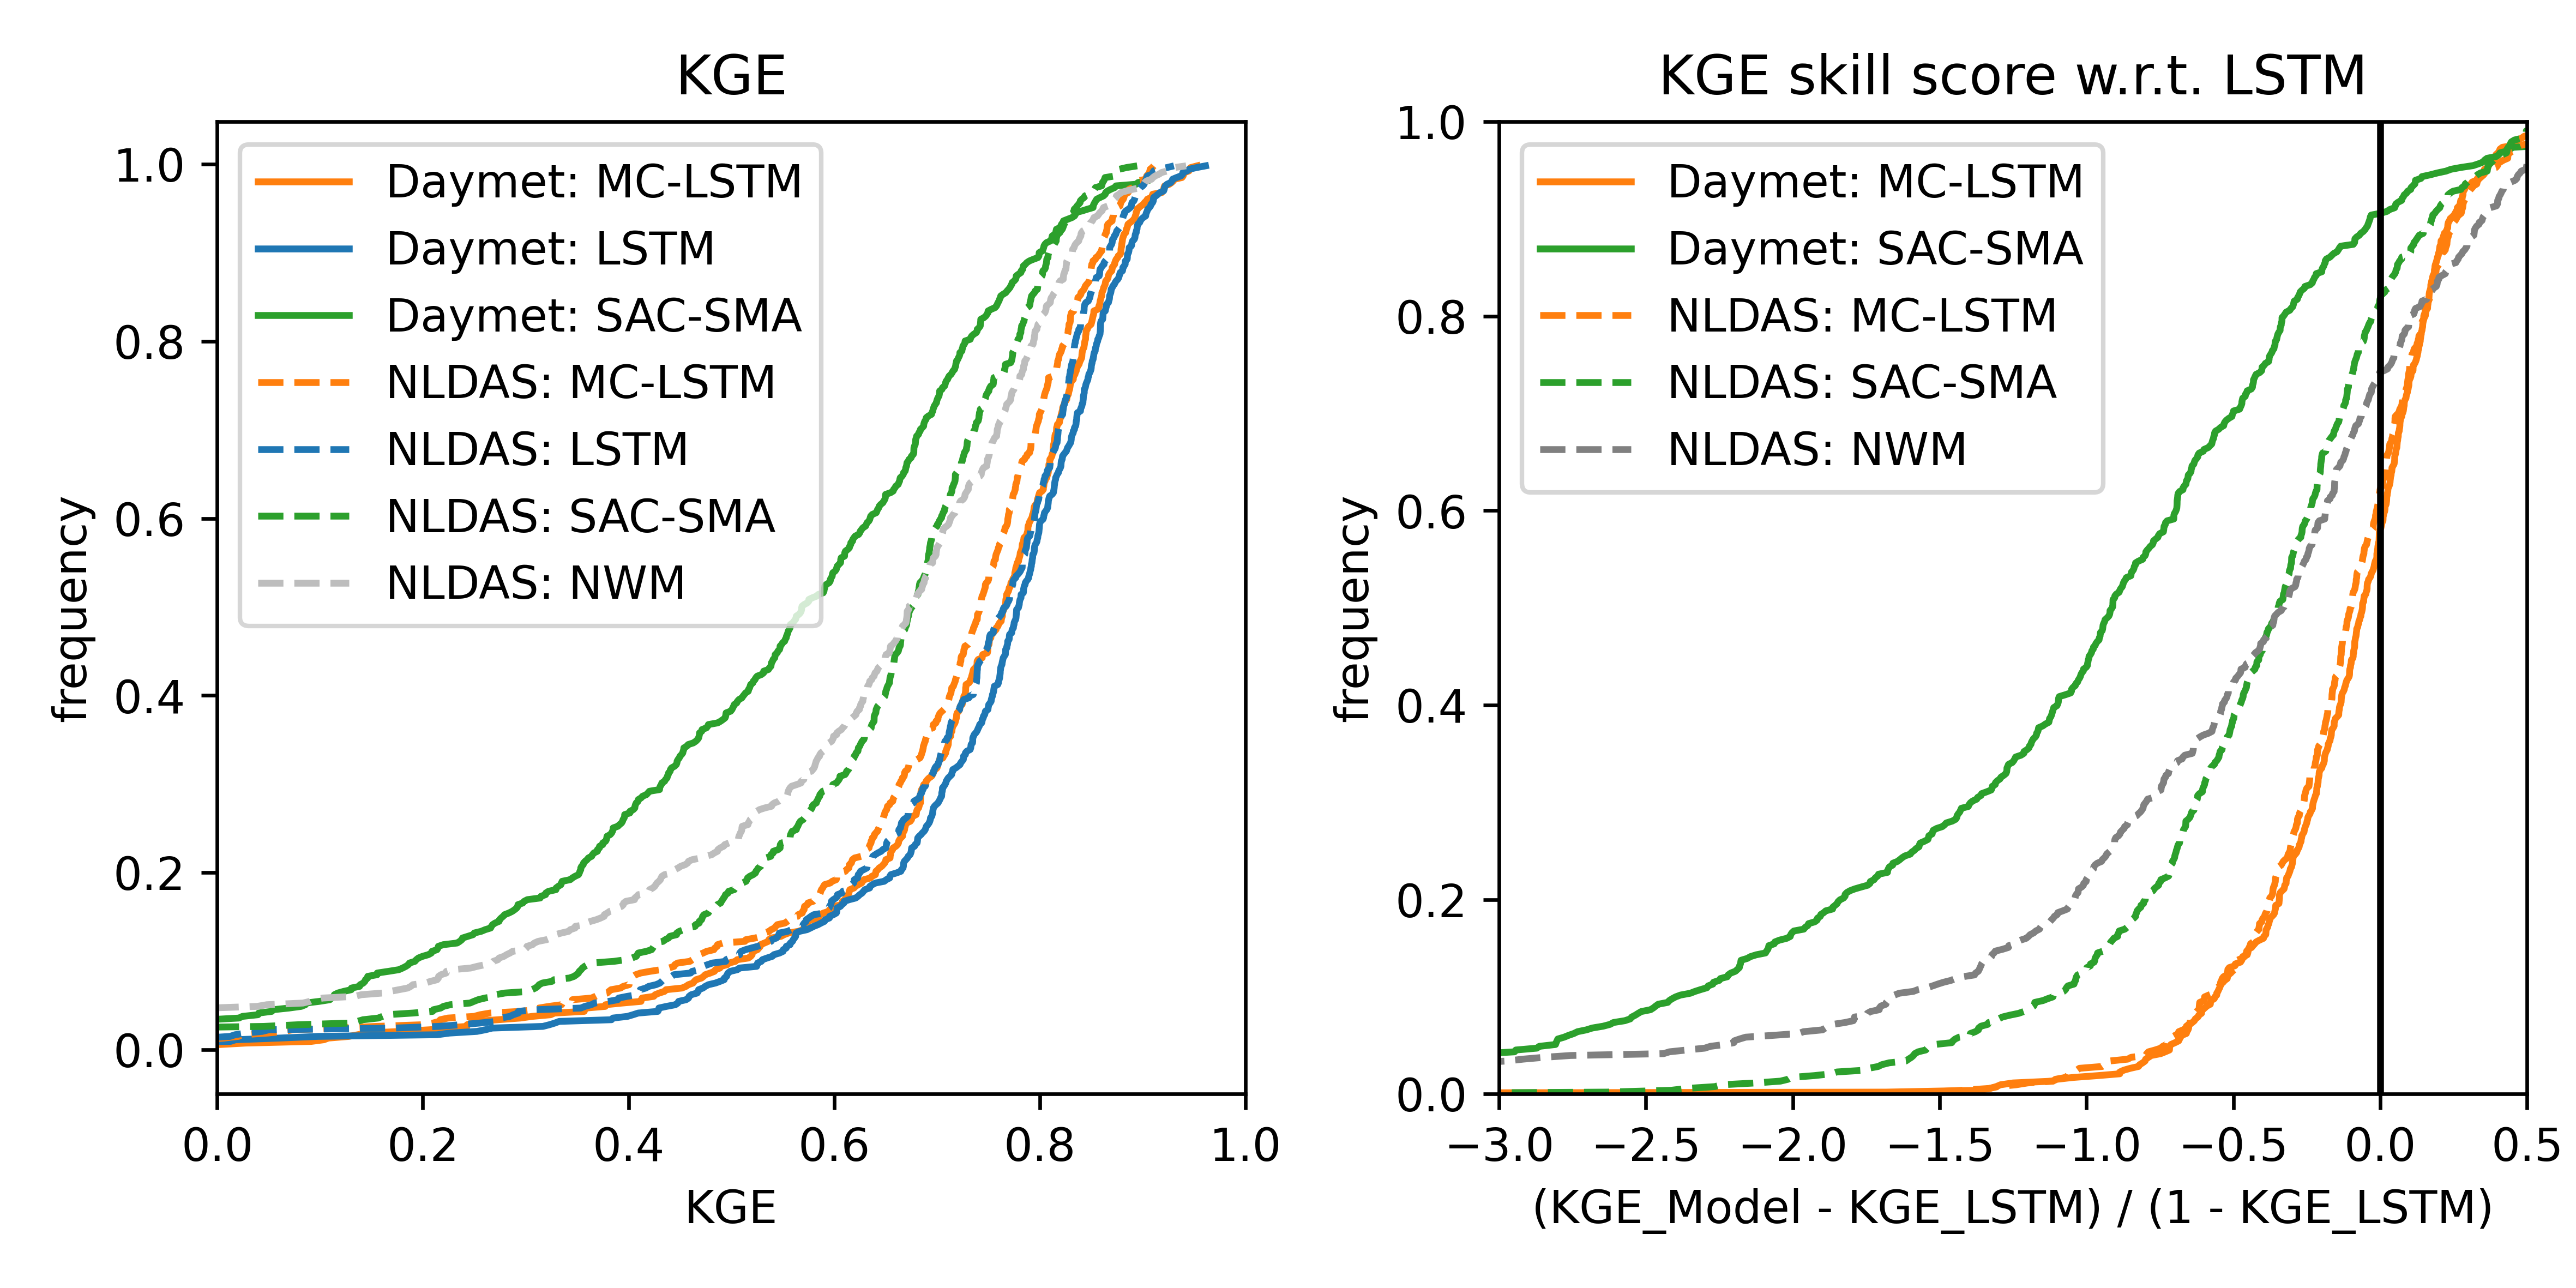 KGE
1.0
0.8
0.6
0.4
0.2
0.0
frequency
Daymet: MC-LSTM
Daymet: LSTM
Daymet: SAC-SMA
NLDAS: MC-LSTM
NLDAS: LSTM
NLDAS: SAC-SMA
NLDAS: NWM
0.0 0.2 0.4 0.6 0.8 1.0
KGE
KGE skill score w.r.t. LSTM
1.0
0.8
0.6
0.4
0.2
0.0
frequency
Daymet: MC-LSTM
Daymet: SAC-SMA
NLDAS: MC-LSTM
NLDAS: SAC-SMA
NLDAS: NWM
−3.0 −2.5 −2.0 −1.5 −1.0 −0.5 0.0 0.5
(KGE_Model - KGE_LSTM) / (1 - KGE_LSTM)